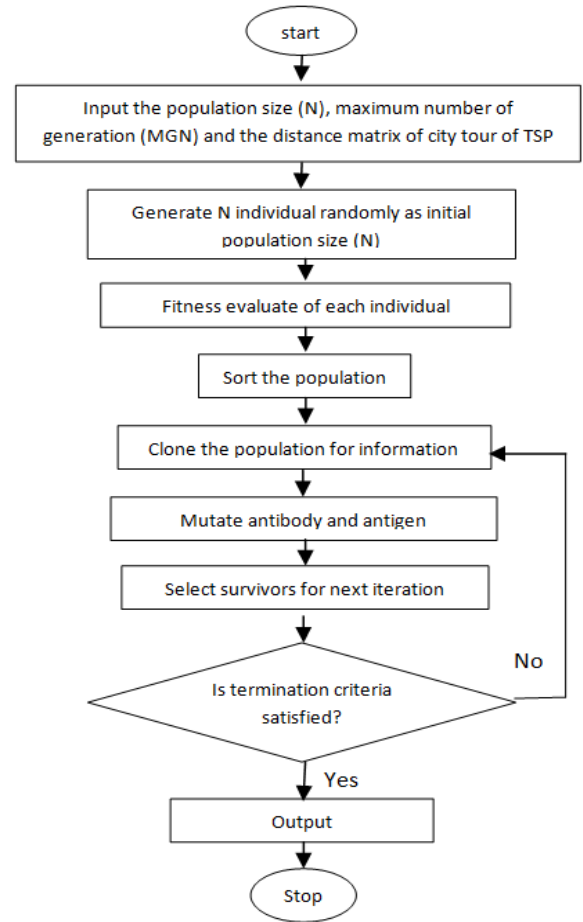 start
Input the population size (N), maximum number of
generation (MGN) and the distance matrix of city tour of TSP
Generate N individual randomly as initial
population size (N)
Fitness evaluate of each individual
Sort the population
Clone the population for information
Mutate antibody and antigen
Select survivors for next iteration
Is termination criteria
satisfied?
No
Yes
Output
Stop